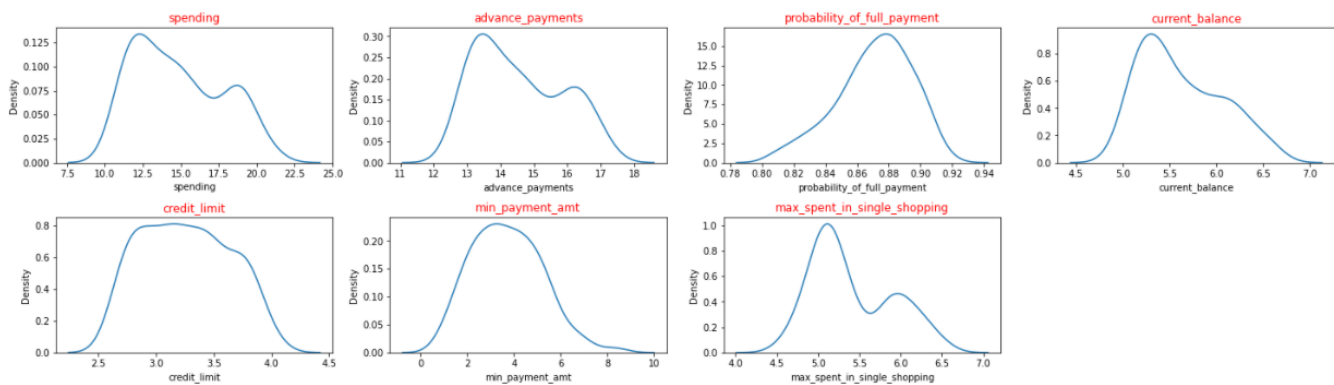 spending
advance_payments
probability_of_full_payment
current_balance
Density
0.125
0.100
0.075
0.050
0.025
0.000
7.5 10.0 12.5 15.0 17.5 20.0 22.5 25.0
spending
Density
0.30
0.25
0.20
0.15
0.10
0.05
0.00
11 12 13 14 15 16 17 18
advance_payments
Density
15.0
12.5
10.0
7.5
5.0
2.5
0.0
0.78 0.80 0.82 0.84 0.86 0.88 0.90 0.92 0.94
probability_of_full_payment
Density
0.8
0.6
0.4
0.2
0.0
4.5 5.0 5.5 6.0 6.5 7.0
current_balance
credit_limit
min_payment_amt
max_spent_in_single_shopping
Density
0.8
0.6
0.4
0.2
0.0
2.5 3.0 3.5 4.0 4.5
credit_limit
Density
0.20
0.15
0.10
0.05
0.00
0 2 4 6 8 10
min_payment_amt
Density
1.0
0.8
0.6
0.4
0.2
0.0
4.0 4.5 5.0 5.5 6.0 6.5 7.0
max_spent_in_single_shopping